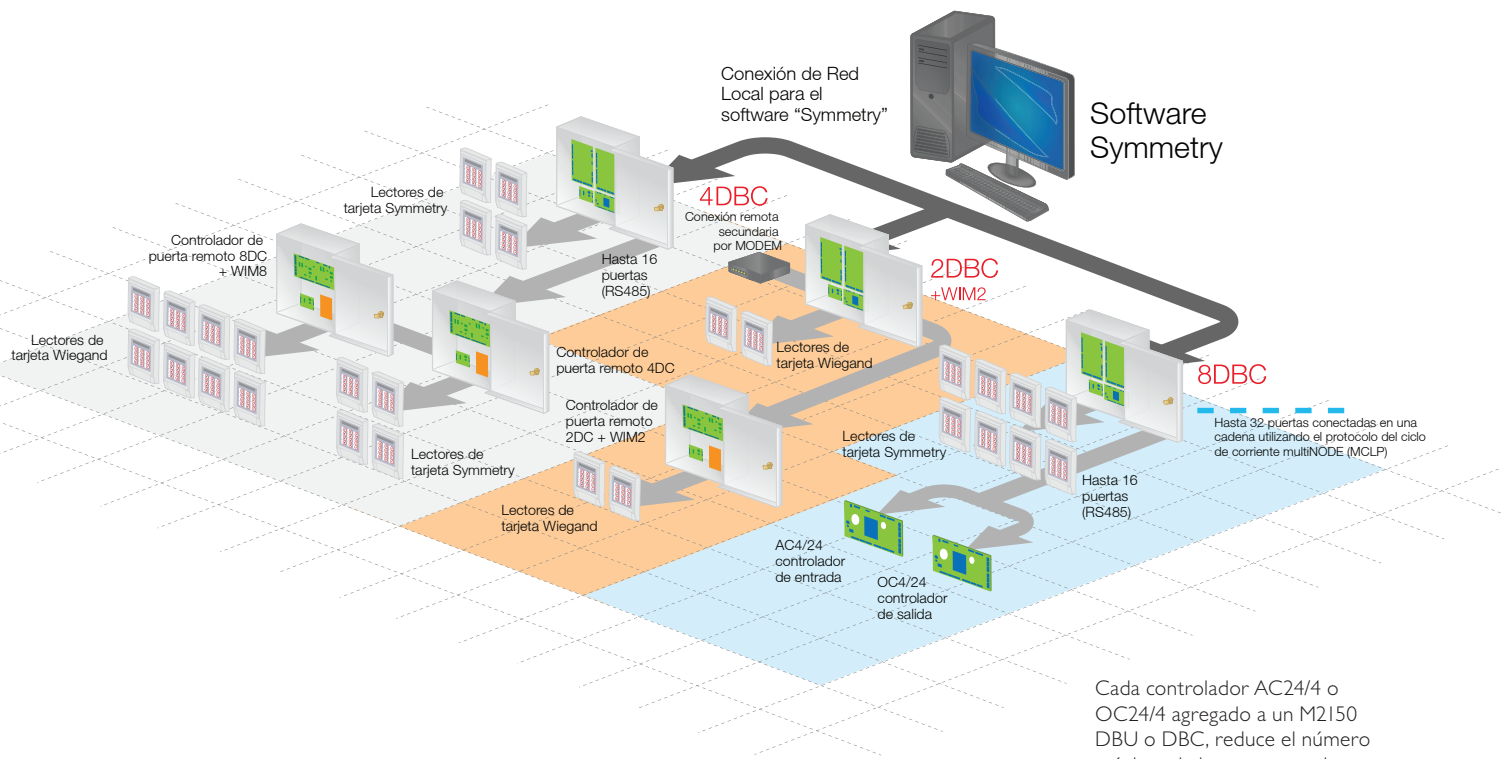 Conexión de Red
Local para el
software “Symmetry”
Software
Symmetry
Lectores de
tarjeta Symmetry
4DBC
Conexión remota
secundaria
por MODEM
Controlador de
puerta remoto 8DC
+ WIM8
Hasta 16
puertas
(RS485)
2DBC
+WIM2
Lectores de
tarjeta Wiegand
Controlador de
puerta remoto 4DC
Lectores de
tarjeta Wiegand
8DBC
Controlador de
puerta remoto
2DC + WIM2
Hasta 32 puertas conectadas en una
cadena utilizando el protocolo del ciclo
de corriente multiNODE (MCLP)
Lectores de
tarjeta Symmetry
Lectores de
tarjeta Symmetry
Hasta 16
puertas
(RS485)
Lectores de
tarjeta Wiegand
AC4/24
controlador
de entrada
OC4/24
controlador
de salida
Cada controlador AC24/4 o
OC24/4 agregado a un M2150
DBU o DBC, reduce el número